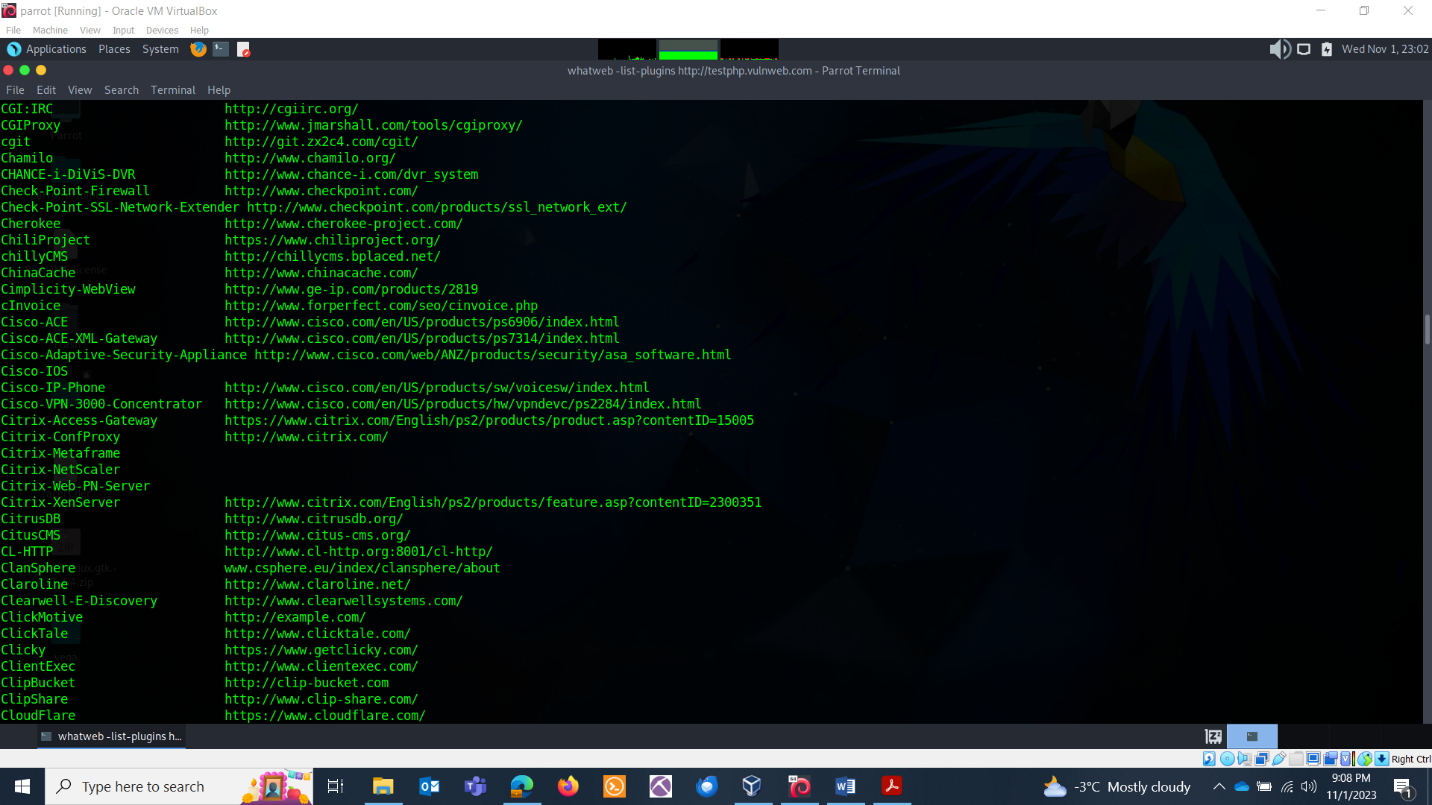 parrot [Running] - Oracle VM VirtualBox
File Machine View Input Devices Help
Applications Places System
Wed Nov 1, 23:02
whatweb -list-plugins http://testphp.vulnweb.com - Parrot Terminal
File Edit View Search Terminal Help
CGI:IRC http://cgiirc.org/
CGIProxy http://www.jmarshall.com/tools/cgiproxy/
cgit http://git.zx2c4.com/cgit/
Chamilo http://www.chamilo.org/
CHANCE-i-DiViS-DVR http://www.chance-i.com/dvr_system
Check-Point-Firewall http://www.checkpoint.com/
Check-Point-SSL-Network-Extender http://www.checkpoint.com/products/ssl_network_ext/
Cherokee http://www.cherokee-project.com/
ChiliProject https://www.chiliproject.org/
chillyCMS http://chillycms.bplaced.net/
ChinaCache http://www.chinacache.com/
Cimplicity-WebView http://www.ge-ip.com/products/2819
cInvoice http://www.forperfect.com/seo/cinvoice.php
Cisco-ACE http://www.cisco.com/en/US/products/ps6906/index.html
Cisco-ACE-XML-Gateway http://www.cisco.com/en/US/products/ps7314/index.html
Cisco-Adaptive-Security-Appliance http://www.cisco.com/web/ANZ/products/security/asa_software.html
Cisco-IOS
Cisco-IP-Phone http://www.cisco.com/en/US/products/sw/voicesw/index.html
Cisco-VPN-3000-Concentrator http://www.cisco.com/en/US/products/hw/vpndevc/ps2284/index.html
Citrix-Access-Gateway https://www.citrix.com/English/ps2/products/product.asp?contentID=15005
Citrix-ConfProxy http://www.citrix.com/
Citrix-Metaframe
Citrix-NetScaler
Citrix-Web-PN-Server
Citrix-XenServer http://www.citrix.com/English/ps2/products/feature.asp?contentID=2300351
CitrusDB http://www.citrusdb.org/
CitusCMS http://www.citus-cms.org/
CL-HTTP http://www.cl-http.org:8001/cl-http/
ClanSphere www.csphere.eu/index/clansphere/about
Claroline http://www.claroline.net/
Clearwell-E-Discovery http://www.clearwellsystems.com/
ClickMotive http://example.com/
ClickTale http://www.clicktale.com/
Clicky https://www.getclicky.com/
ClientExec http://www.clientexec.com/
ClipBucket http://clip-bucket.com
ClipShare http://www.clip-share.com/
CloudFlare https://www.cloudflare.com/
whatweb -list-plugins h...
Right Ctrl
Type here to search
-3°C Mostly cloudy
9:08 PM
11/1/2023
1